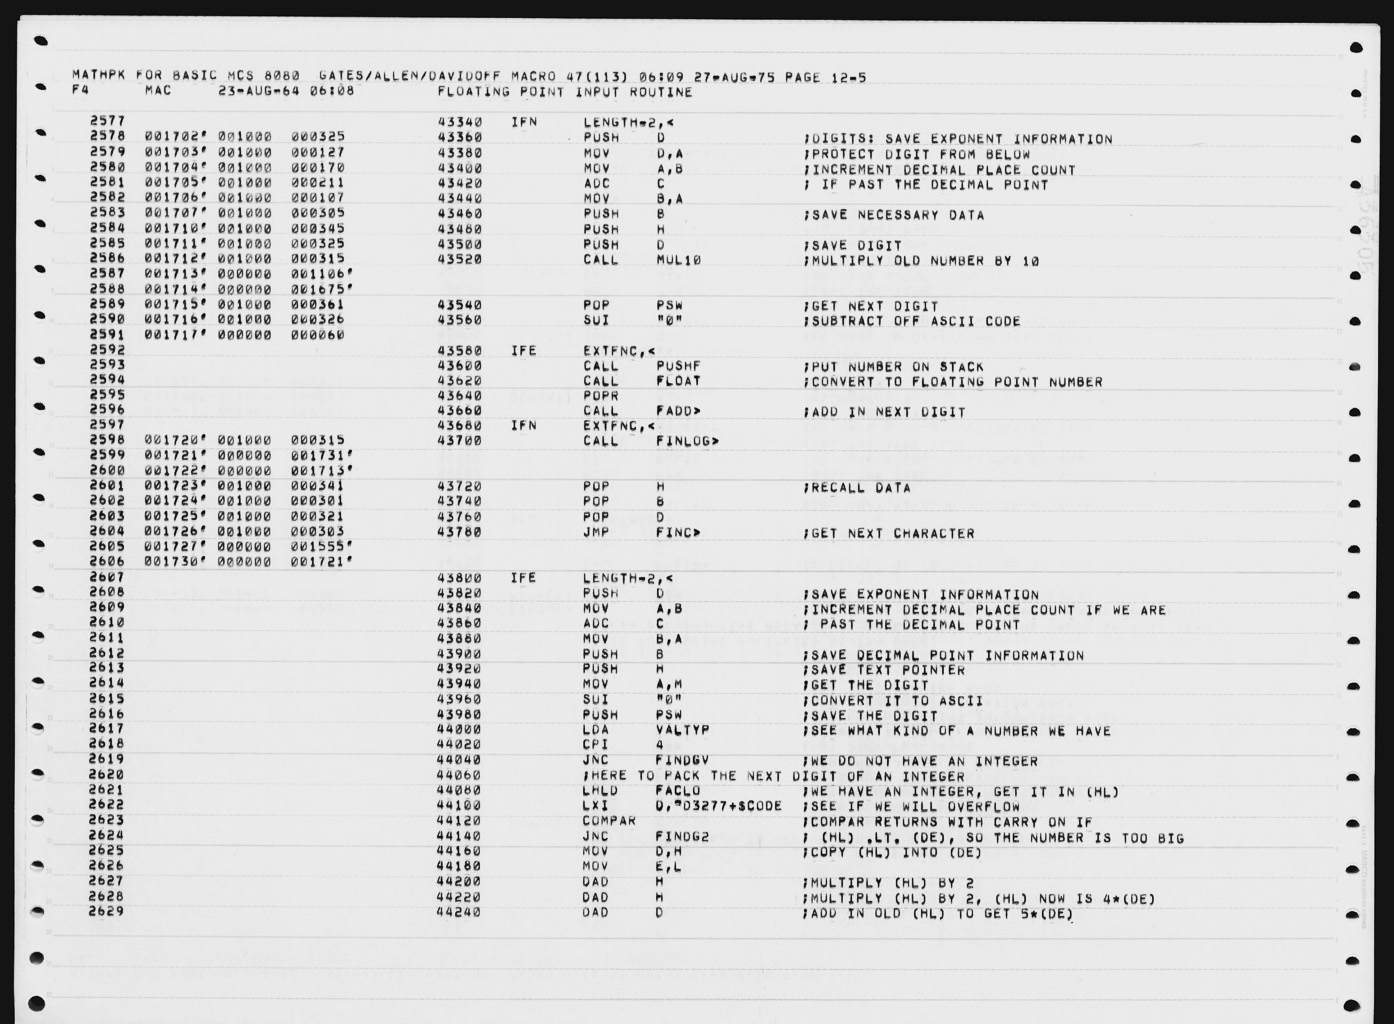 MATHPK FOR BASIC MCS 8080  GATES/ALLEN/DAVIDOFF MACRO 47(113) 06:09 27-AUG-75 PAGE 12-5
F4      MAC     23-AUG-64 06:08         FLOATING POINT INPUT ROUTINE
2577 43340 IFN LENGTH-2,<
2578 001702' 001000 000325 43360 PUSH D ;DIGITS: SAVE EXPONENT INFORMATION
2579 001703' 001000 000127 43380 MOV D,A ;PROTECT DIGIT FROM BELOW
2580 001704' 001000 000170 43400 MOV A,B ;INCREMENT DECIMAL PLACE COUNT
2581 001705' 001000 000211 43420 ADC C ; IF PAST THE DECIMAL POINT
2582 001706' 001000 000107 43440 MOV B,A
2583 001707' 001000 000305 43460 PUSH B ;SAVE NECESSARY DATA
2584 001710' 001000 000345 43480 PUSH H
2585 001711' 001000 000325 43500 PUSH D ;SAVE DIGIT
2586 001712' 001000 000315 43520 CALL MUL10 ;MULTIPLY OLD NUMBER BY 10
2587 001713' 000000 001106'
2588 001714' 000000 001675'
2589 001715' 001000 000361 43540 POP PSW ;GET NEXT DIGIT
2590 001716' 001000 000326 43560 SUI "0" ;SUBTRACT OFF ASCII CODE
2591 001717' 000000 000060
2592 43580 IFE EXTFNC,<
2593 43600 CALL PUSHF ;PUT NUMBER ON STACK
2594 43620 CALL FLOAT ;CONVERT TO FLOATING POINT NUMBER
2595 43640 POPR
2596 43660 CALL FADD> ;ADD IN NEXT DIGIT
2597 43680 IFN EXTFNC,<
2598 001720' 001000 000315 43700 CALL FINLOG>
2599 001721' 000000 001731'
2600 001722' 000000 001713'
2601 001723' 001000 000341 43720 POP H ;RECALL DATA
2602 001724' 001000 000301 43740 POP B
2603 001725' 001000 000321 43760 POP D
2604 001726' 001000 000303 43780 JMP FINC> ;GET NEXT CHARACTER
2605 001727' 000000 001555'
2606 001730' 000000 001721'
2607 43800 IFE LENGTH-2,<
2608 43820 PUSH D ;SAVE EXPONENT INFORMATION
2609 43840 MOV A,B ;INCREMENT DECIMAL PLACE COUNT IF WE ARE
2610 43860 ADC C ; PAST THE DECIMAL POINT
2611 43880 MOV B,A
2612 43900 PUSH B ;SAVE DECIMAL POINT INFORMATION
2613 43920 PUSH H ;SAVE TEXT POINTER
2614 43940 MOV A,M ;GET THE DIGIT
2615 43960 SUI "0" ;CONVERT IT TO ASCII
2616 43980 PUSH PSW ;SAVE THE DIGIT
2617 44000 LDA VALTYP ;SEE WHAT KIND OF A NUMBER WE HAVE
2618 44020 CPI 4
2619 44040 JNC FINDGV ;WE DO NOT HAVE AN INTEGER
2620 44060 ;HERE TO PACK THE NEXT DIGIT OF AN INTEGER
2621 44080 LHLD FACLO ;WE HAVE AN INTEGER, GET IT IN (HL)
2622 44100 LXI D,^D3277+$CODE ;SEE IF WE WILL OVERFLOW
2623 44120 COMPAR ;COMPAR RETURNS WITH CARRY ON IF
2624 44140 JNC FINDG2 ; (HL) .LT. (DE), SO THE NUMBER IS TOO BIG
2625 44160 MOV D,H ;COPY (HL) INTO (DE)
2626 44180 MOV E,L
2627 44200 DAD H ;MULTIPLY (HL) BY 2
2628 44220 DAD H ;MULTIPLY (HL) BY 2, (HL) NOW IS 4*(DE)
2629 44240 DAD D ;ADD IN OLD (HL) TO GET 5*(DE)